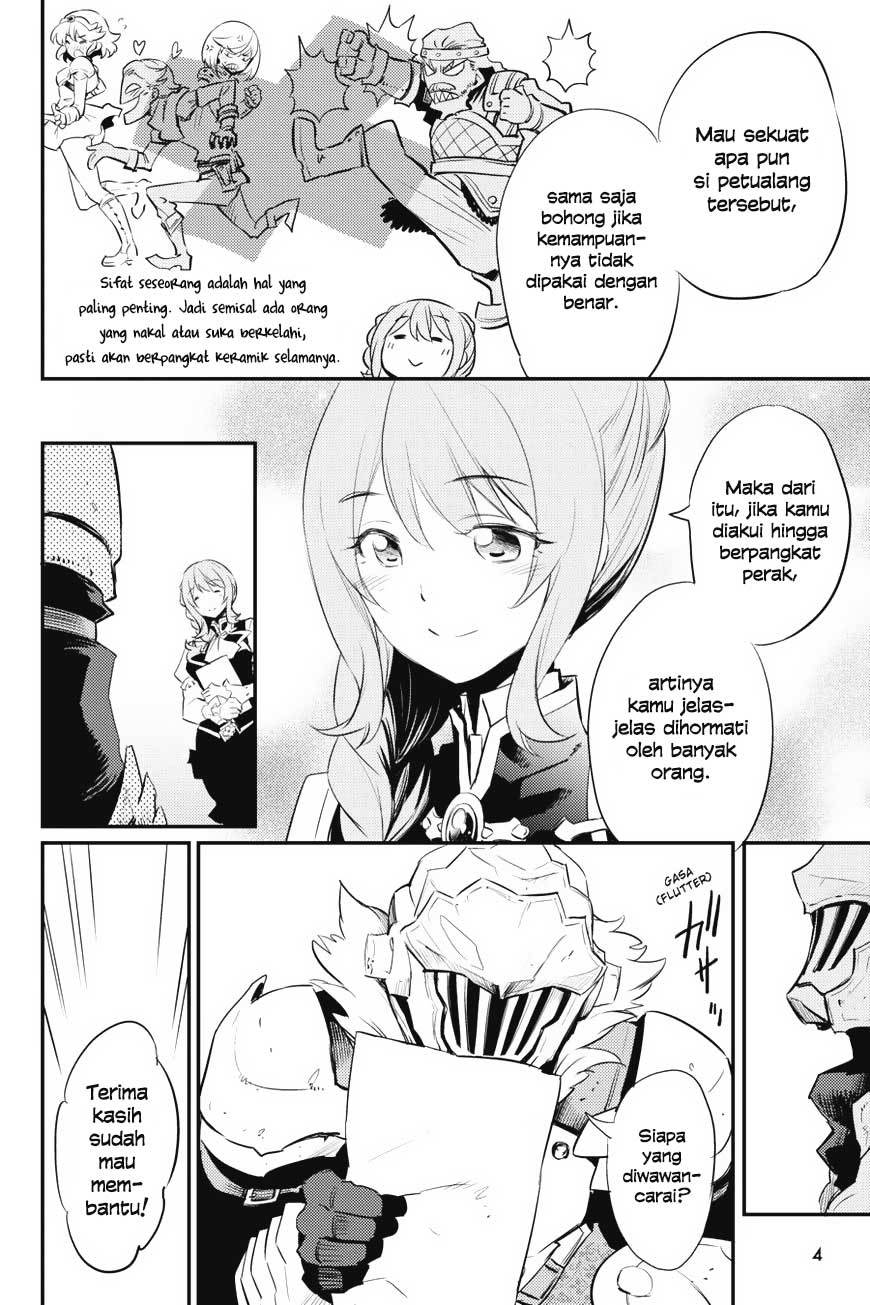 Mau sekuat
apa pun
si petualang
tersebut,
sama saja
bohong jika
kemampuan-
nya tidak
dipakai dengan
benar.
Sifat seseorang adalah hal yang
paling penting. Jadi semisal ada orang
yang nakal atau suka berkelahi,
pasti akan berpangkat keramik selamanya.
Maka dari
itu, jika kamu
diakui hingga
berpangkat
perak,
artinya
kamu jelas-
jelas dihormati
oleh banyak
orang.
GASA
(FLUTTER)
ガサ
Siapa
yang
diwawan-
carai?
Terima
kasih
sudah
mau
mem-
bantu!
4